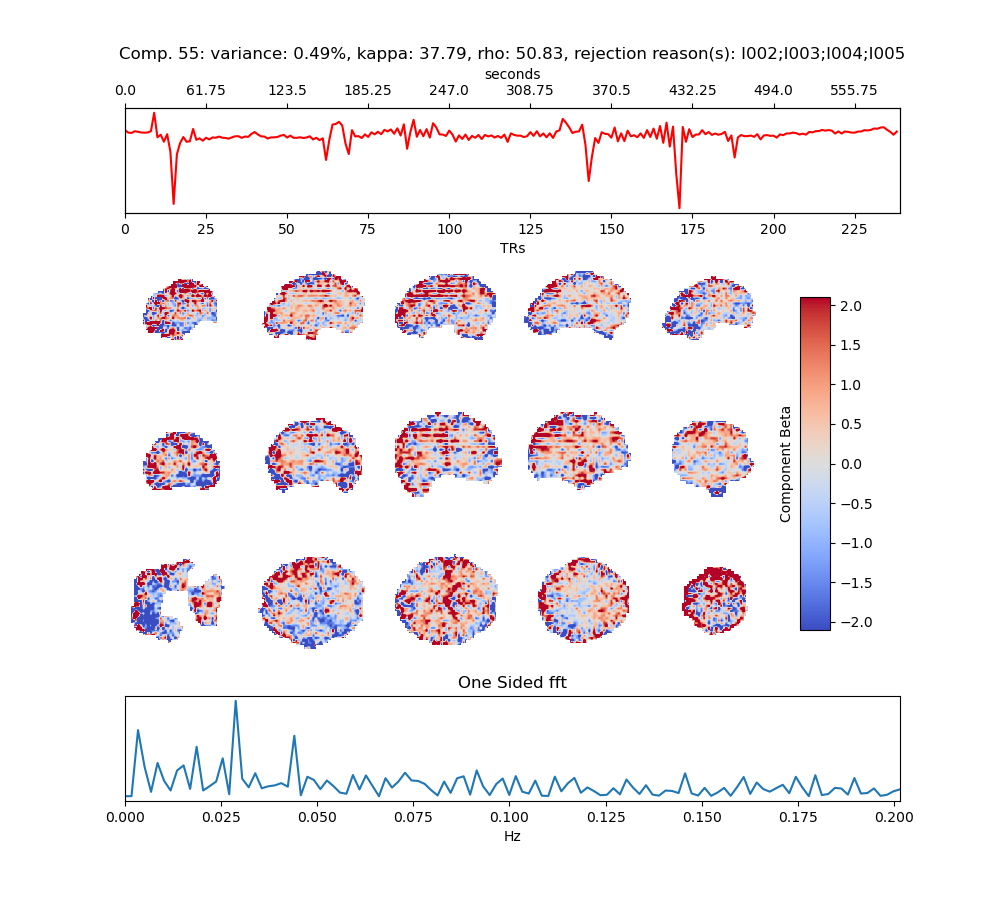 Comp. 55: variance: 0.49%, kappa: 37.79, rho: 50.83, rejection reason(s): I002;I003;I004;I005
seconds
0.0 61.75 123.5 185.25 247.0 308.75 370.5 432.25 494.0 555.75
0 25 50 75 100 125 150 175 200 225
TRs
2.0
1.5
1.0
0.5
0.0
−0.5
−1.0
−1.5
−2.0
Component Beta
One Sided fft
0.000 0.025 0.050 0.075 0.100 0.125 0.150 0.175 0.200
Hz